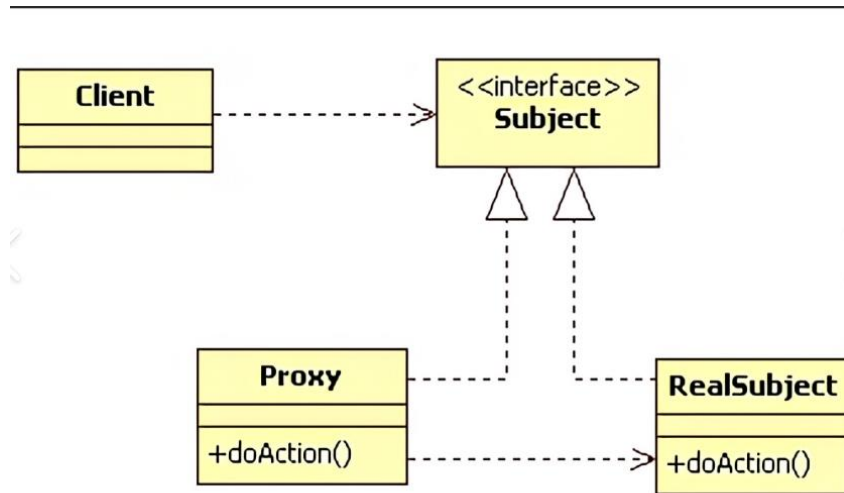 Client
<<interface>>
Subject
Proxy
+doAction()
RealSubject
+doAction()